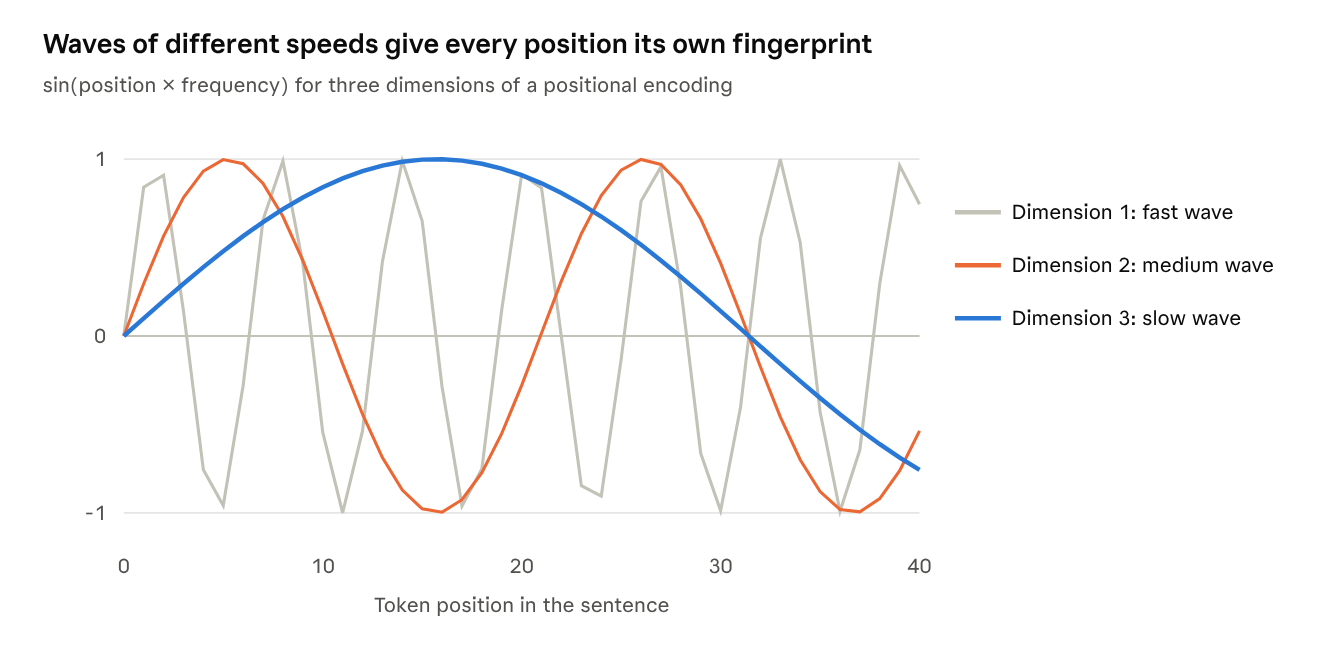 Waves of different speeds give every position its own fingerprint
sin(position × frequency) for three dimensions of a positional encoding
1
0
-1
0 10 20 30 40
Token position in the sentence
Dimension 1: fast wave
Dimension 2: medium wave
Dimension 3: slow wave